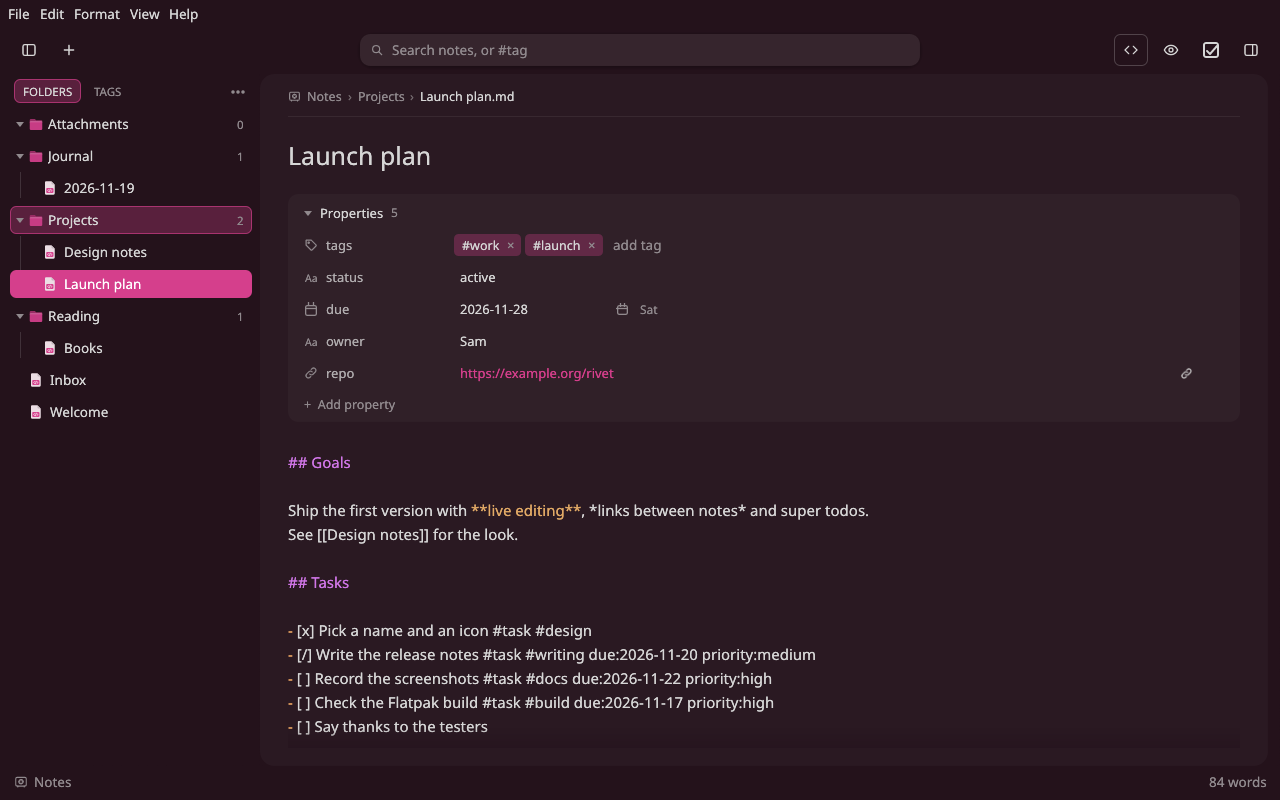 File Edit Format View Help
Search notes, or #tag
FOLDERS TAGS
Attachments 0
Journal 1
2026-11-19
Projects 2
Design notes
Launch plan
Reading 1
Books
Inbox
Welcome
Notes › Projects › Launch plan.md
Launch plan
Properties 5
tags #work × #launch × add tag
Aa status active
due 2026-11-28 Sat
Aa owner Sam
repo https://example.org/rivet
+ Add property
## Goals
Ship the first version with **live editing**, *links between notes* and super todos.
See [[Design notes]] for the look.
## Tasks
- [x] Pick a name and an icon #task #design
- [/] Write the release notes #task #writing due:2026-11-20 priority:medium
- [ ] Record the screenshots #task #docs due:2026-11-22 priority:high
- [ ] Check the Flatpak build #task #build due:2026-11-17 priority:high
- [ ] Say thanks to the testers
Notes
84 words